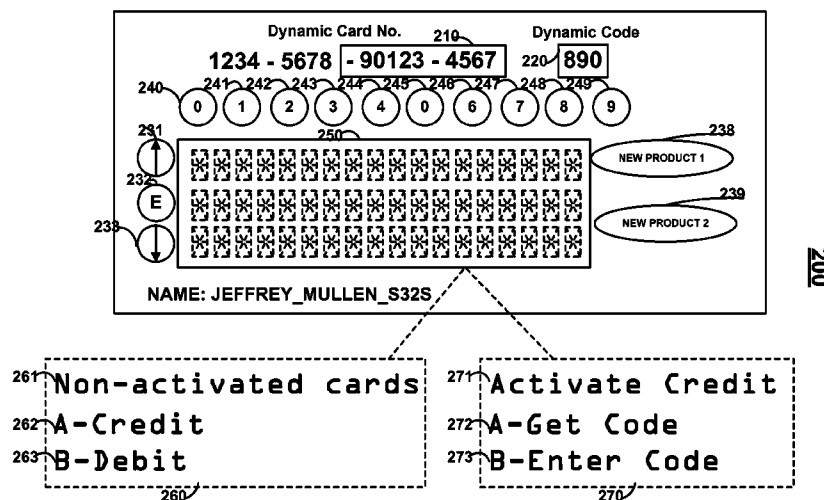 Dynamic Card No. 210 Dynamic Code
1234 - 5678 - 90123 - 4567 220 890
240 241 242 243 244 245 246 247 248 249
0 1 2 3 4 0 6 7 8 9
231 250 238
NEW PRODUCT 1
232 E 239
233 NEW PRODUCT 2
200
NAME: JEFFREY_MULLEN_S32S
261 Non-activated cards
262 A-Credit
263 B-Debit
260
271 Activate Credit
272 A-Get Code
273 B-Enter Code
270